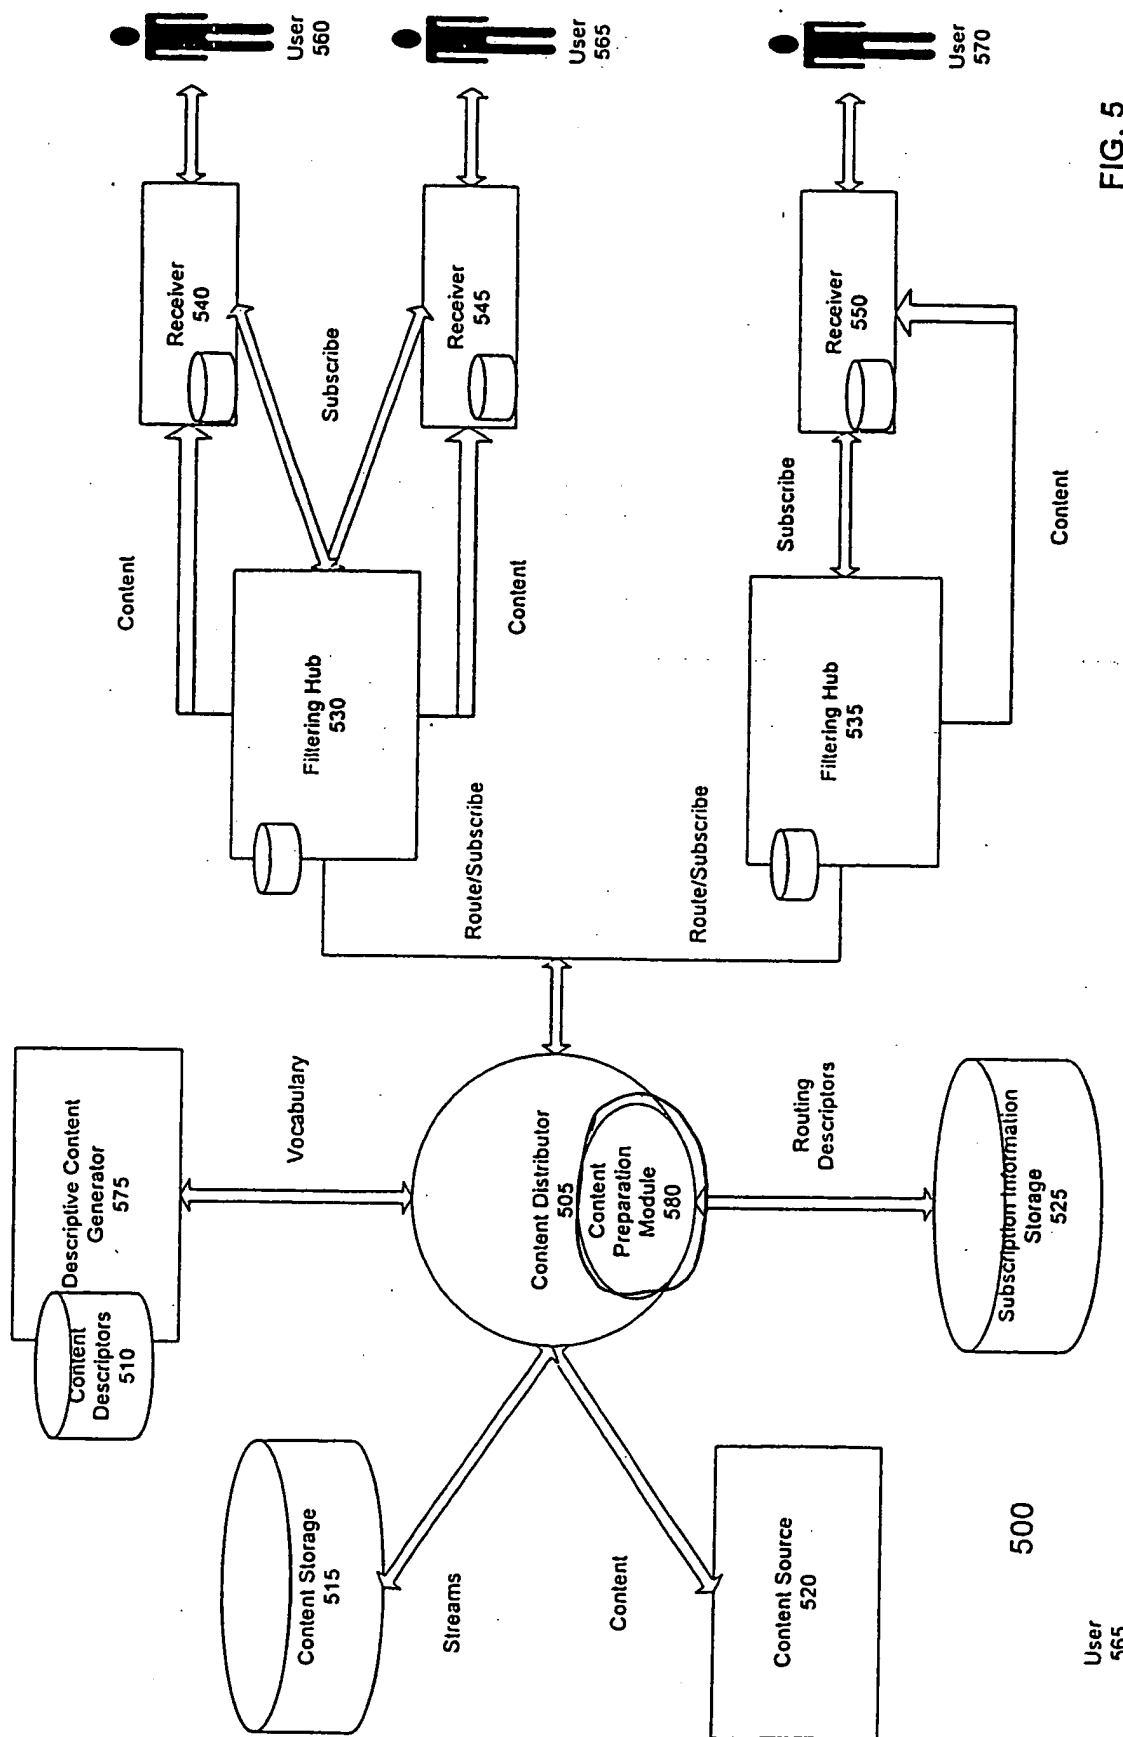 Content Storage
515
Streams
Content
Descriptors
510
Descriptive Content
Generator
575
Vocabulary
Content Distributor
505
Content
Preparation
Module
580
Content
Content Source
520
Routing
Descriptors
Subscription Information
Storage
525
Route/Subscribe
Route/Subscribe
Filtering Hub
530
Filtering Hub
535
Content
Subscribe
Content
Subscribe
Content
Receiver
540
Receiver
545
Receiver
550
User
560
User
565
User
570
500
User
565
FIG. 5